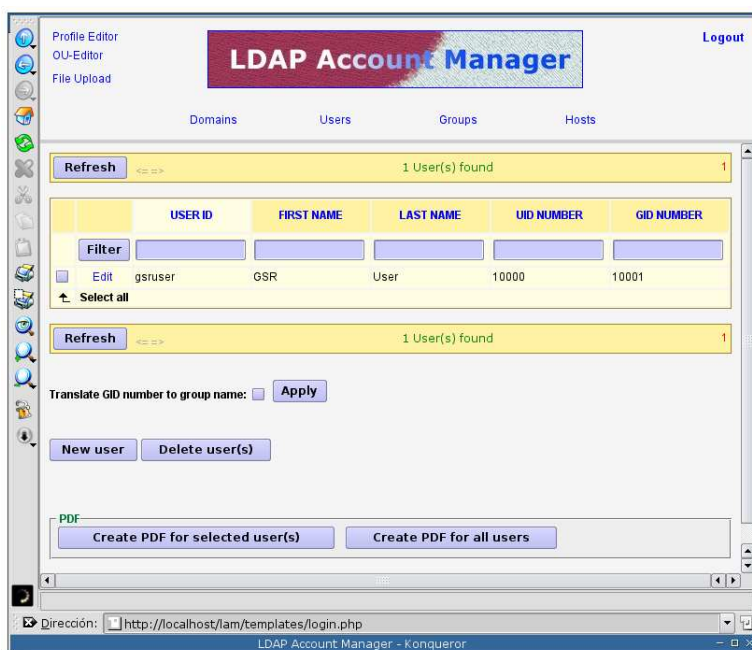 Profile Editor
OU-Editor
File Upload
LDAP Account Manager
Logout
Domains Users Groups Hosts
Refresh <= => 1 User(s) found 1
USER ID FIRST NAME LAST NAME UID NUMBER GID NUMBER
Filter
Edit gsruser GSR User 10000 10001
Select all
Refresh <= => 1 User(s) found 1
Translate GID number to group name: Apply
New user Delete user(s)
PDF
Create PDF for selected user(s) Create PDF for all users
Dirección: http://localhost/lam/templates/login.php
LDAP Account Manager - Konqueror